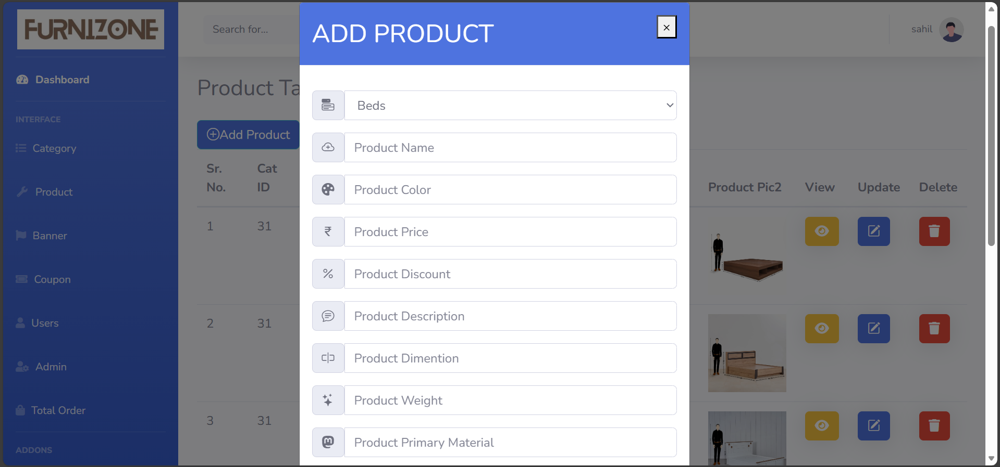 FURNIZONE
Dashboard
INTERFACE
Category
Product
Banner
Coupon
Users
Admin
Total Order
ADDONS
Search for...
sahil
Product Ta
Add Product
Sr. No.
Cat ID
Product Pic2
View
Update
Delete
1
31
2
31
3
31
ADD PRODUCT
×
Beds
Product Name
Product Color
₹
Product Price
%
Product Discount
Product Description
Product Dimention
Product Weight
Product Primary Material